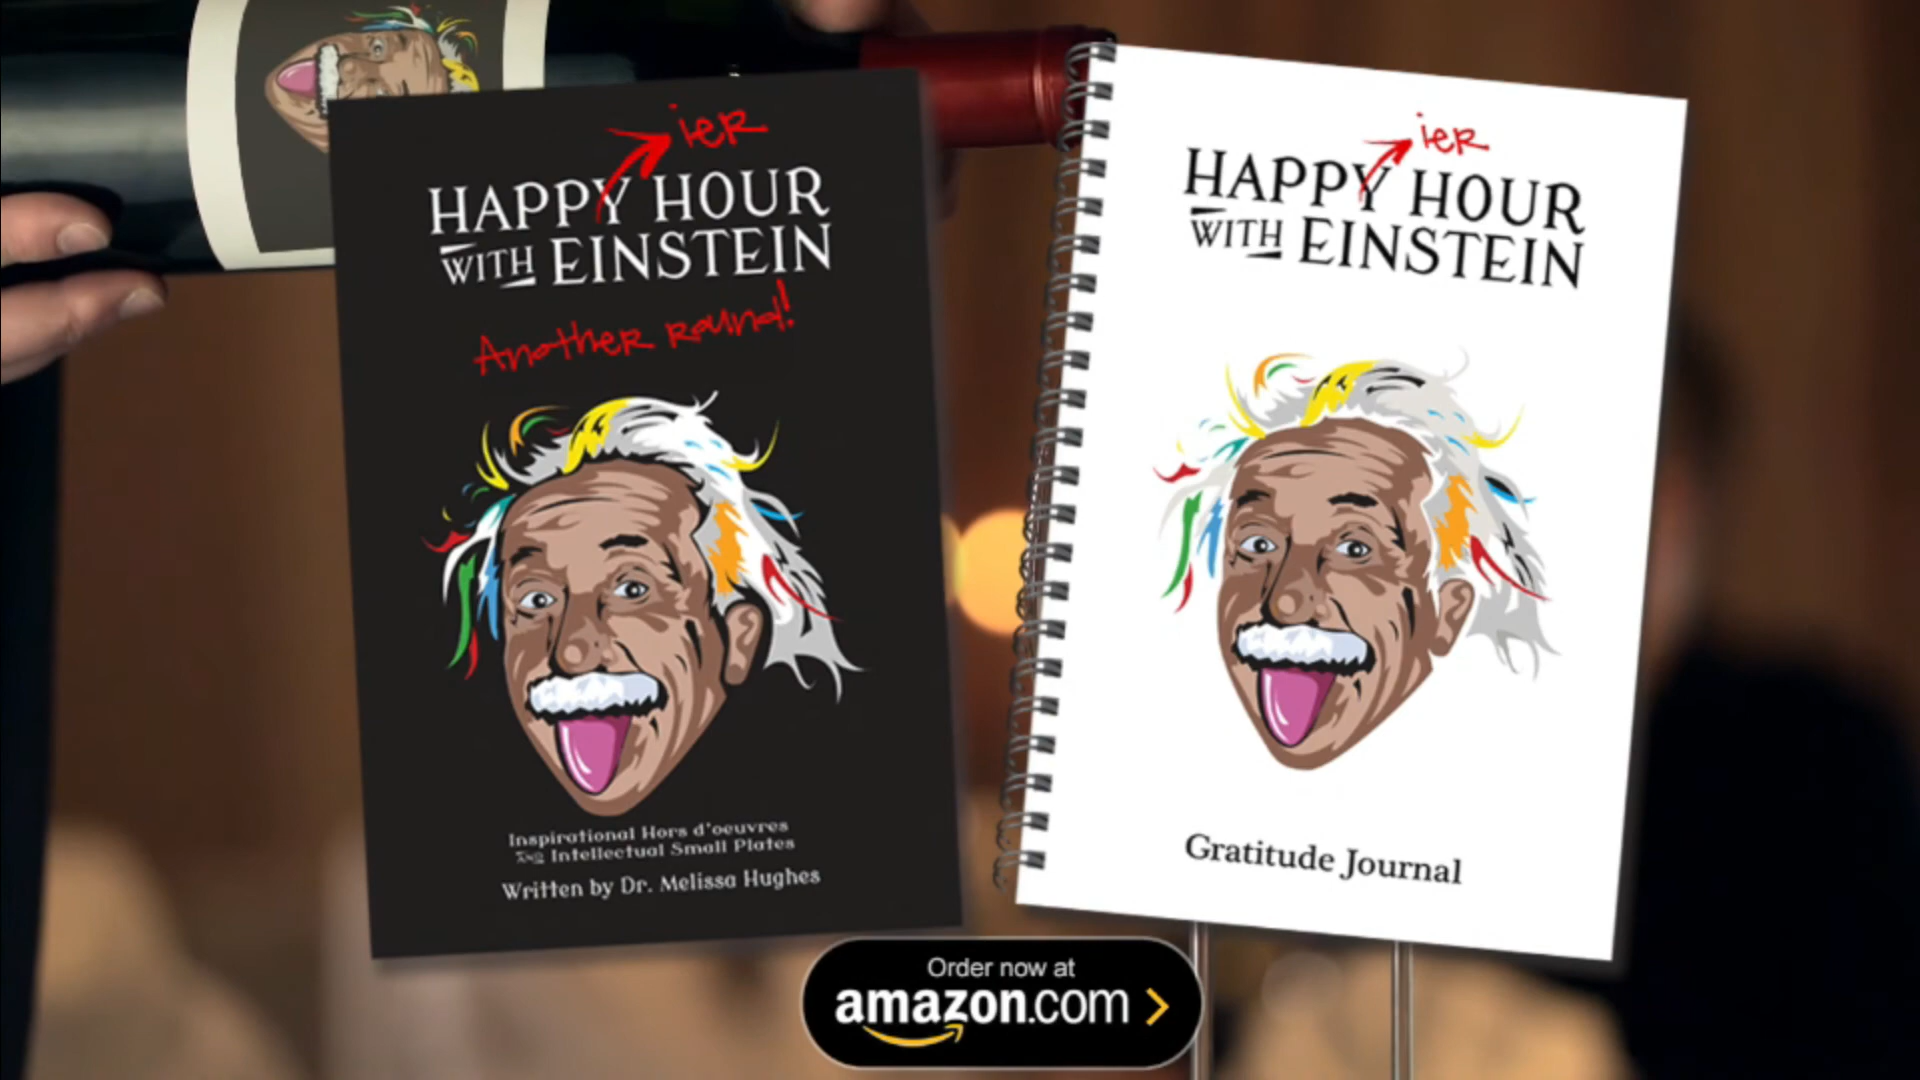 ier
HAPPY HOUR
WITH EINSTEIN
Another round!
Inspirational Hors d'oeuvres
and Intellectual Small Plates
Written by Dr. Melissa Hughes
ier
HAPPY HOUR
WITH EINSTEIN
Gratitude Journal
Order now at
amazon.com